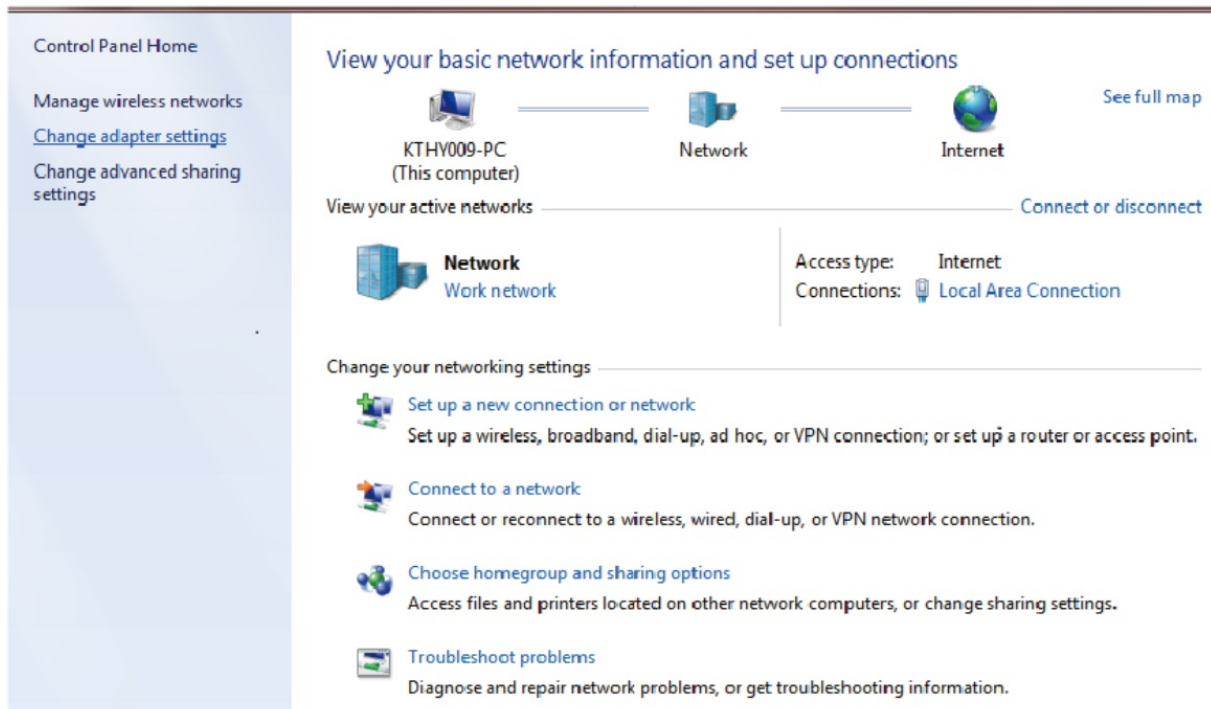 Control Panel Home
Manage wireless networks
Change adapter settings
Change advanced sharing
settings
View your basic network information and set up connections
See full map
KTHY009-PC
(This computer)
Network
Internet
View your active networks
Connect or disconnect
Network
Work network
Access type: Internet
Connections: Local Area Connection
Change your networking settings
Set up a new connection or network
Set up a wireless, broadband, dial-up, ad hoc, or VPN connection; or set up a router or access point.
Connect to a network
Connect or reconnect to a wireless, wired, dial-up, or VPN network connection.
Choose homegroup and sharing options
Access files and printers located on other network computers, or change sharing settings.
Troubleshoot problems
Diagnose and repair network problems, or get troubleshooting information.